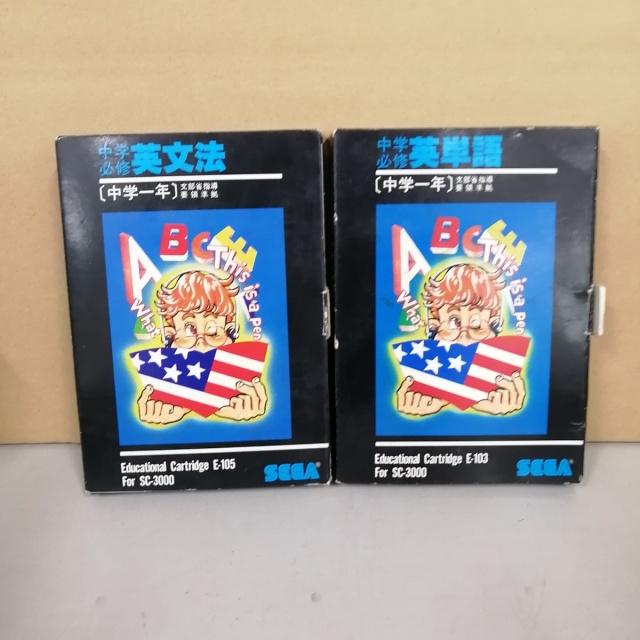 中学
必修 英文法
〔中学一年〕文部省指導
要領準拠
A B C
What
This is a pen
Educational Cartridge E-105
For SC-3000
SEGA®
中学
必修 英単語
〔中学一年〕文部省指導
要領準拠
A B C
What
This is a pen
Educational Cartridge E-103
For SC-3000
SEGA®